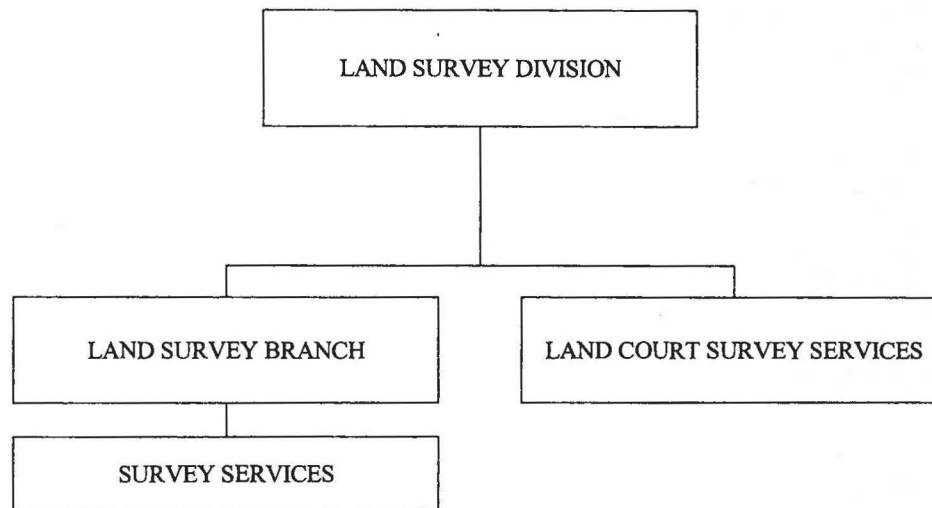 LAND SURVEY DIVISION
LAND SURVEY BRANCH
LAND COURT SURVEY SERVICES
SURVEY SERVICES